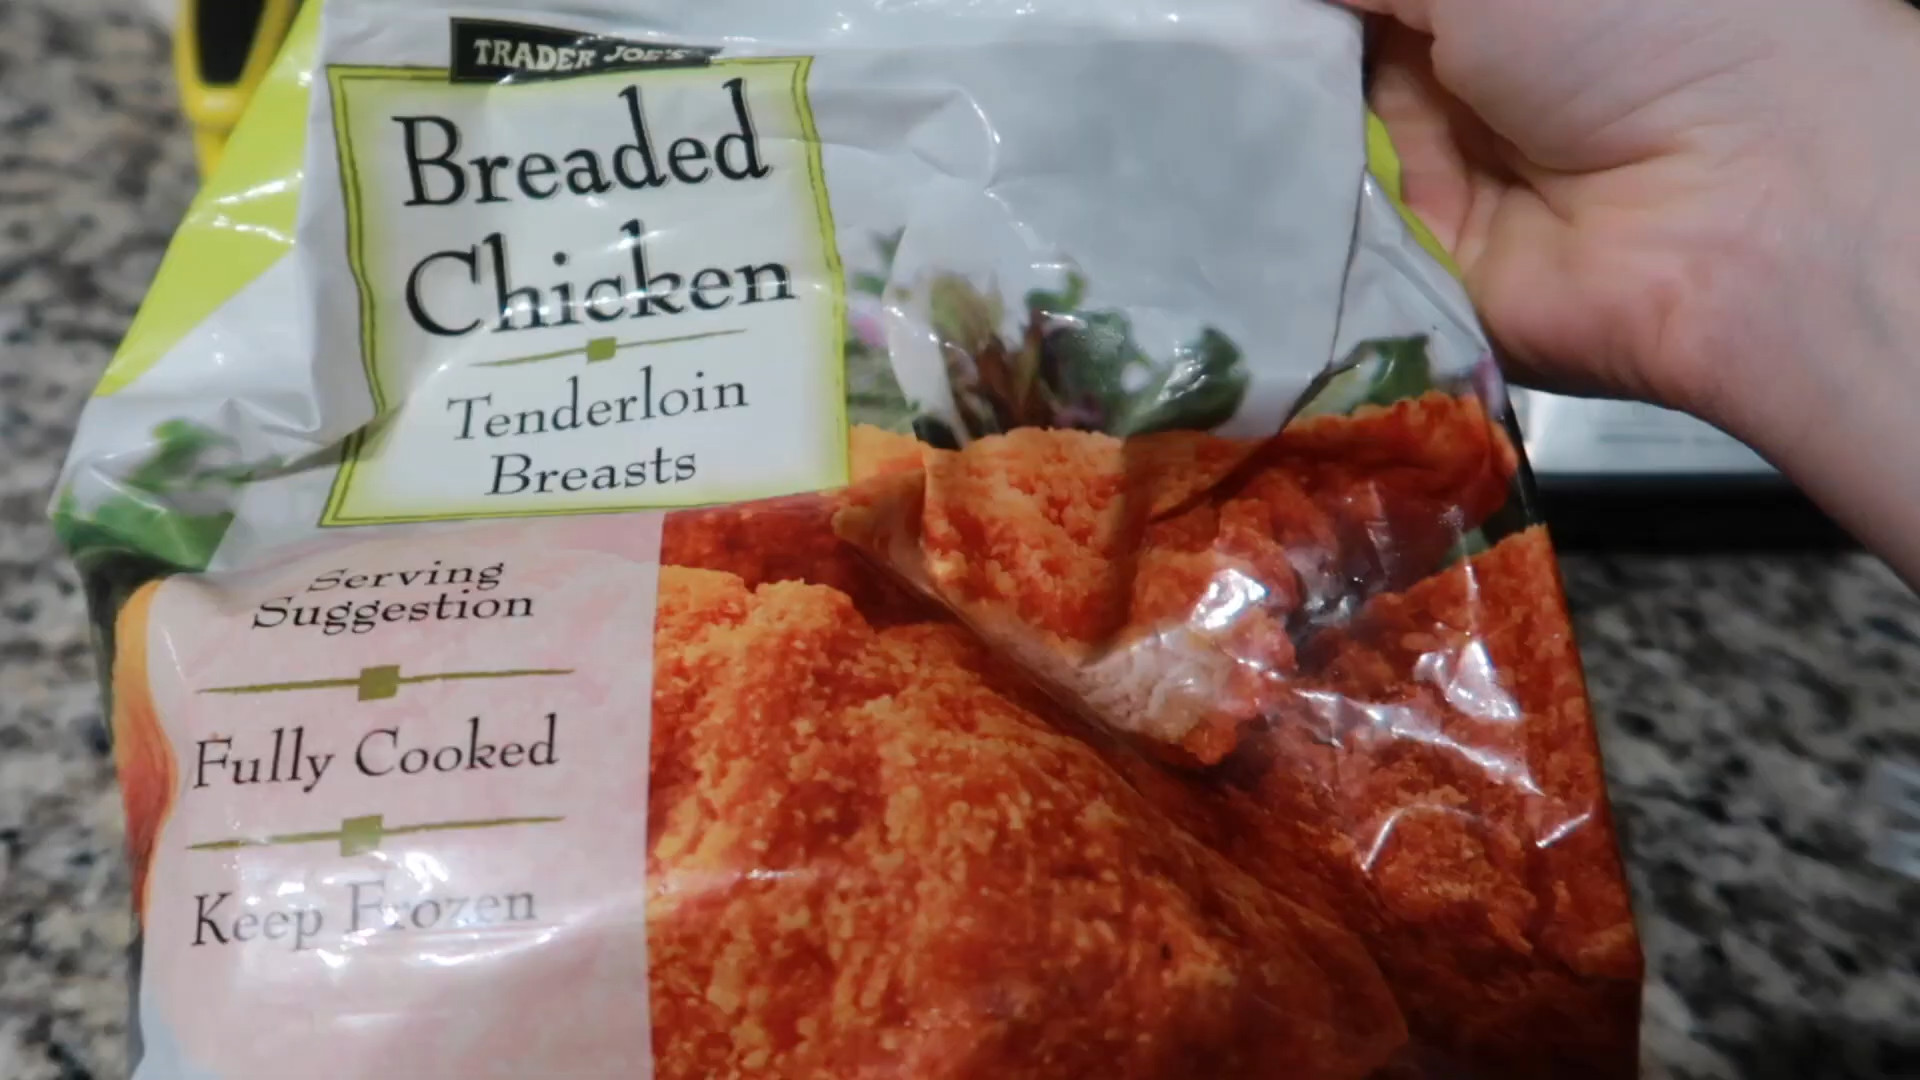 TRADER JOE'S
Breaded
Chicken
Tenderloin
Breasts
Serving
Suggestion
Fully Cooked
Keep Frozen